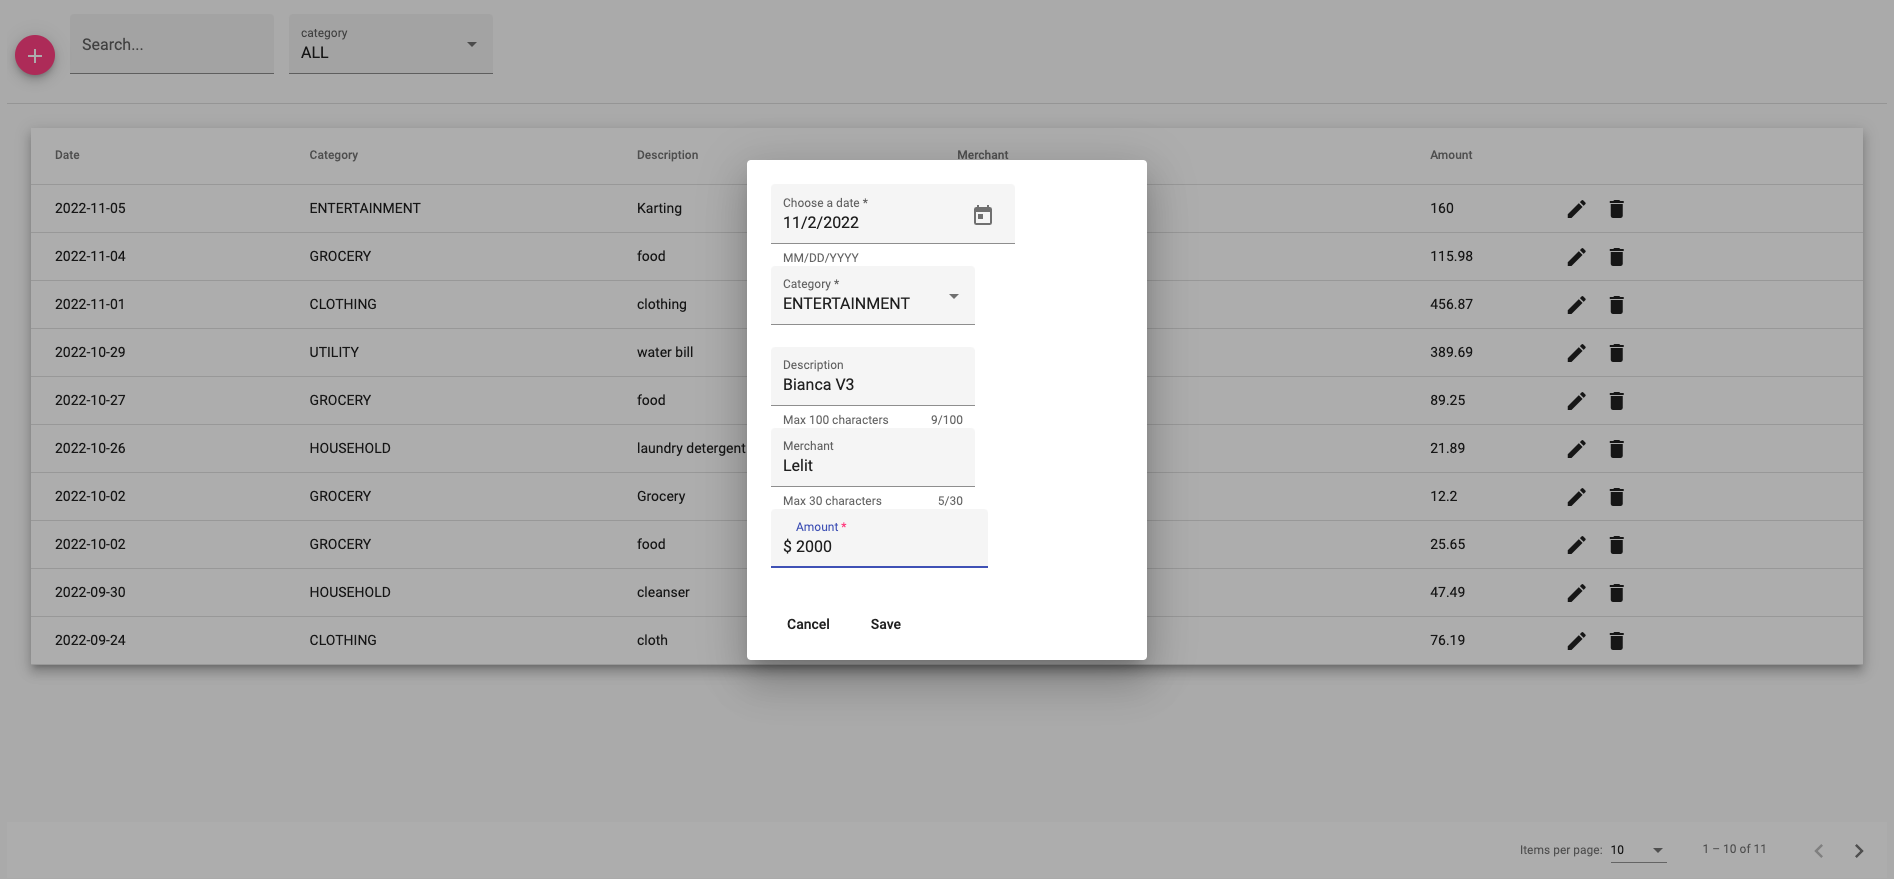 Search...
category
ALL
Date Category Description Merchant Amount
2022-11-05 ENTERTAINMENT Karting 160
2022-11-04 GROCERY food 115.98
2022-11-01 CLOTHING clothing 456.87
2022-10-29 UTILITY water bill 389.69
2022-10-27 GROCERY food 89.25
2022-10-26 HOUSEHOLD laundry detergent 21.89
2022-10-02 GROCERY Grocery 12.2
2022-10-02 GROCERY food 25.65
2022-09-30 HOUSEHOLD cleanser 47.49
2022-09-24 CLOTHING cloth 76.19
Choose a date *
11/2/2022
MM/DD/YYYY
Category *
ENTERTAINMENT
Description
Bianca V3
Max 100 characters 9/100
Merchant
Lelit
Max 30 characters 5/30
Amount *
$ 2000
Cancel Save
Items per page: 10 1 – 10 of 11